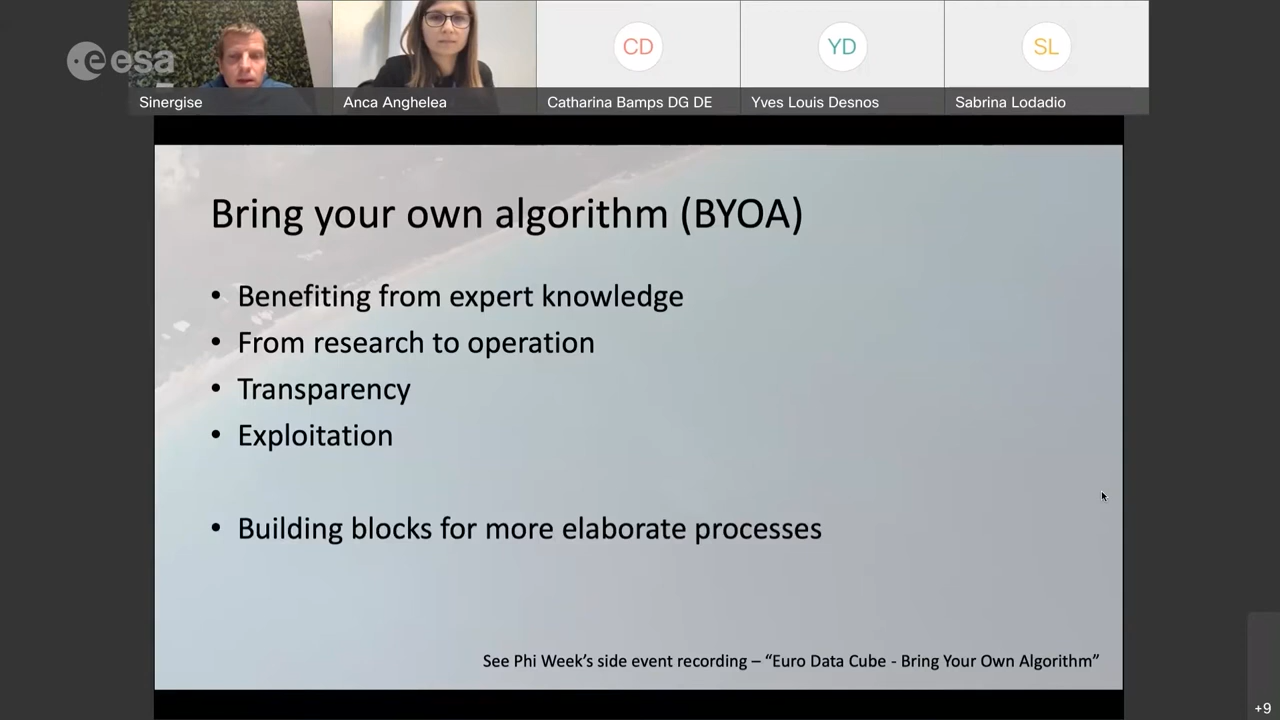 esa
Sinergise
Anca Anghelea
CD
Catharina Bamps DG DE
YD
Yves Louis Desnos
SL
Sabrina Lodadio
Bring your own algorithm (BYOA)
• Benefiting from expert knowledge
• From research to operation
• Transparency
• Exploitation
• Building blocks for more elaborate processes
See Phi Week’s side event recording – “Euro Data Cube - Bring Your Own Algorithm”
+9